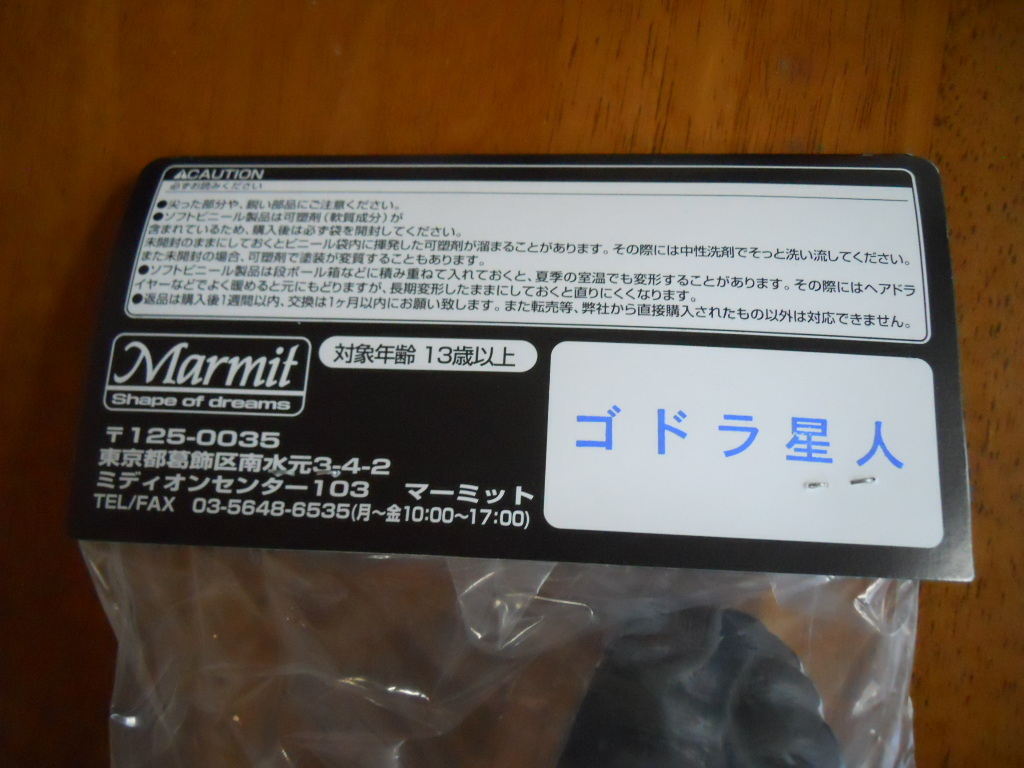 ⚠CAUTION
必ずお読みください
●尖った部分や、鋭い部品にご注意ください。
●ソフトビニール製品は可塑剤(軟質成分)が
含まれているため、購入後は必ず袋を開封してください。
未開封のままにしておくとビニール袋内に揮発した可塑剤が溜まることがあります。その際には中性洗剤でそっと洗い流してください。
また未開封の場合、可塑剤で塗装が変質することもあります。
●ソフトビニール製品は段ボール箱などに積み重ねて入れておくと、夏季の室温でも変形することがあります。その際にはヘアドラ
イヤーなどでよく暖めると元にもどりますが、長期変形したままにしておくと直りにくくなります。
●返品は購入後1週間以内、交換は1ヶ月以内にお願い致します。また転売等、弊社から直接購入されたもの以外は対応できません。
Marmit
Shape of dreams
対象年齢 13歳以上
〒125-0035
東京都葛飾区南水元3-4-2
ミディオンセンター103 マーミット
TEL/FAX 03-5648-6535(月~金10:00~17:00)
ゴドラ星人